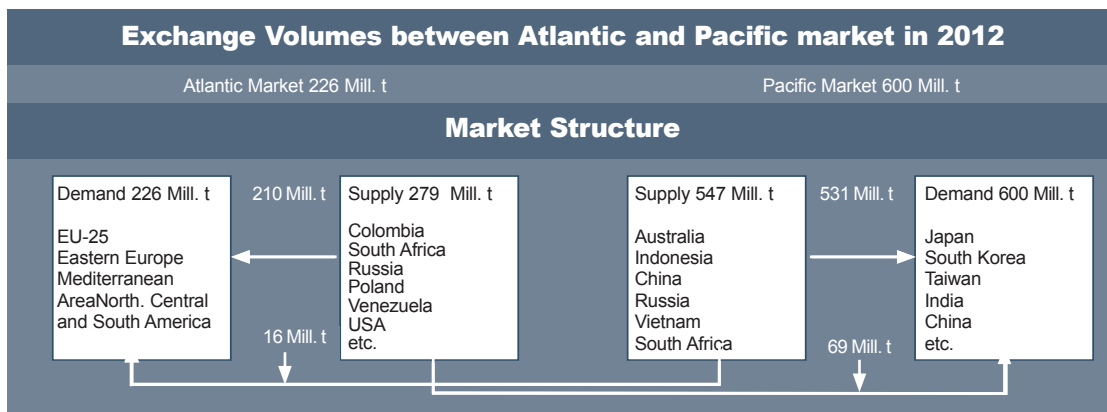 Exchange Volumes between Atlantic and Pacific market in 2012
Atlantic Market 226 Mill. t
Pacific Market 600 Mill. t
Market Structure
Demand 226 Mill. t
EU-25
Eastern Europe
Mediterranean
AreaNorth. Central
and South America
210 Mill. t
Supply 279 Mill. t
Colombia
South Africa
Russia
Poland
Venezuela
USA
etc.
16 Mill. t
Supply 547 Mill. t
Australia
Indonesia
China
Russia
Vietnam
South Africa
531 Mill. t
Demand 600 Mill. t
Japan
South Korea
Taiwan
India
China
etc.
69 Mill. t